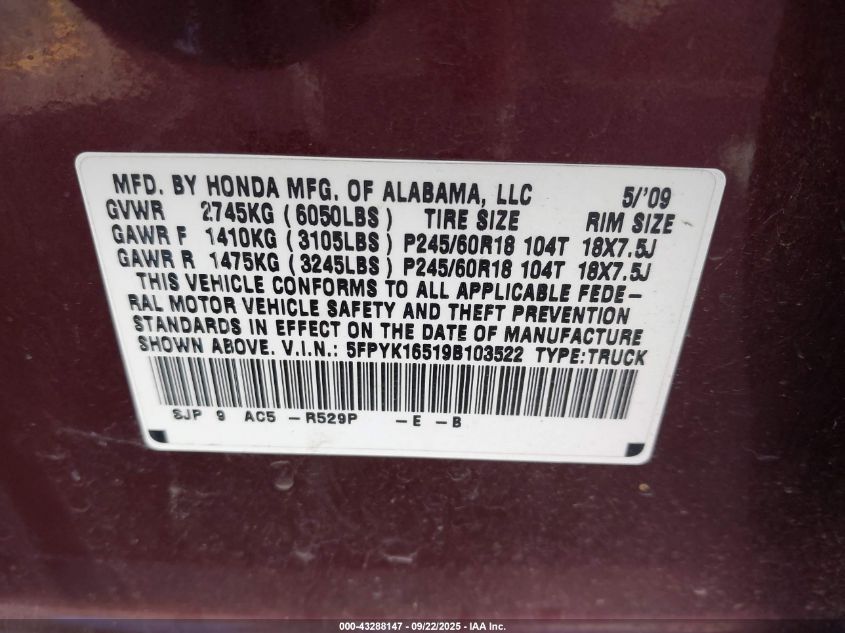 MFD. BY HONDA MFG. OF ALABAMA, LLC 5/'09
GVWR 2745KG (6050LBS) TIRE SIZE RIM SIZE
GAWR F 1410KG (3105LBS) P245/60R18 104T 18X7.5J
GAWR R 1475KG (3245LBS) P245/60R18 104T 18X7.5J
THIS VEHICLE CONFORMS TO ALL APPLICABLE FEDE-
RAL MOTOR VEHICLE SAFETY AND THEFT PREVENTION
STANDARDS IN EFFECT ON THE DATE OF MANUFACTURE
SHOWN ABOVE. V.I.N.: 5FPYK16519B103522 TYPE:TRUCK
SJP 9 AC5 -R529P -E -B
000-43288147 - 09/22/2025 - IAA Inc.